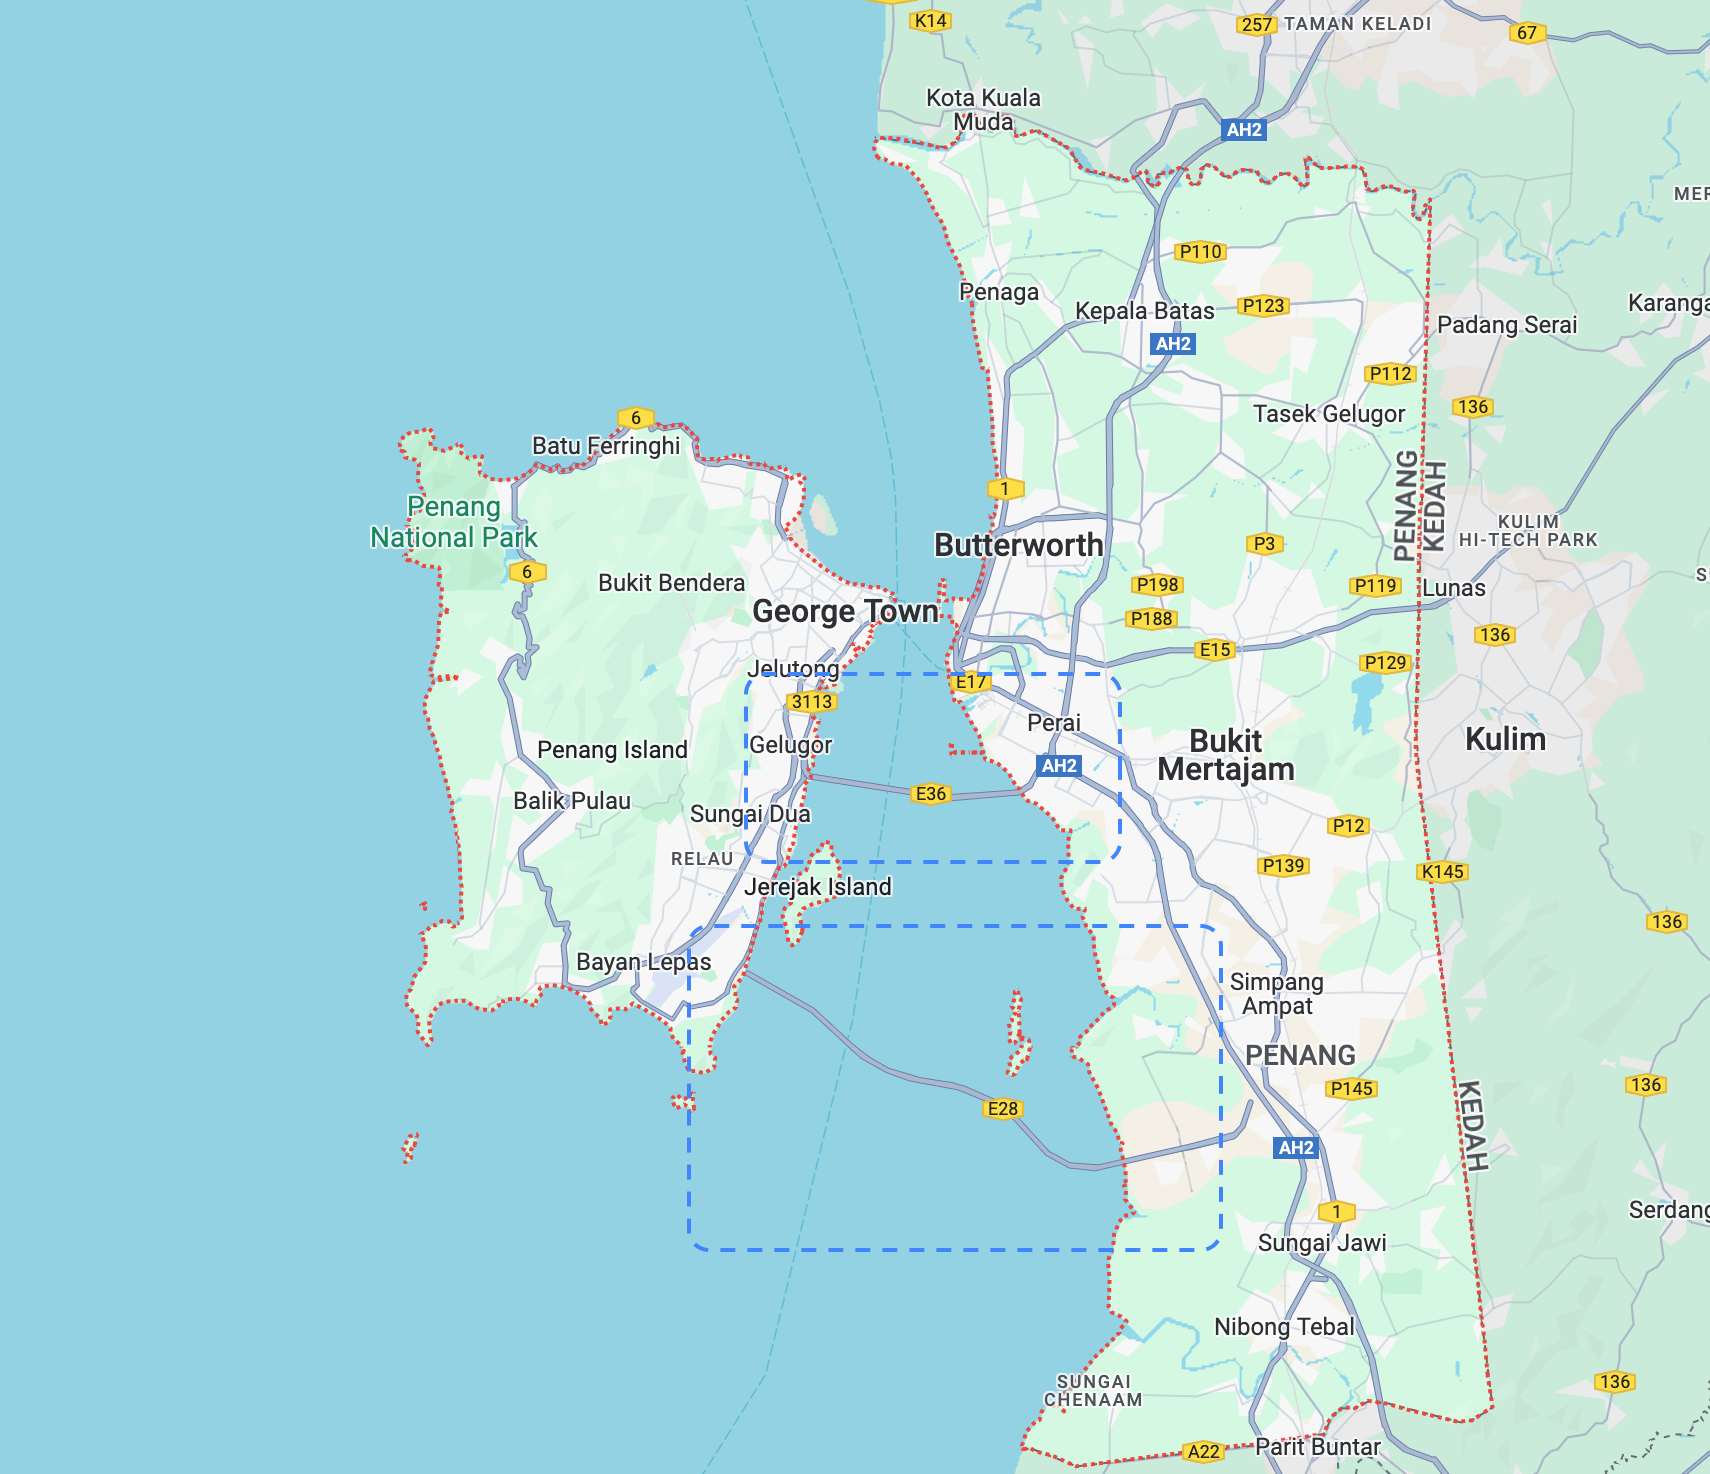 K14
257
TAMAN KELADI
67
Kota Kuala
Muda
AH2
P110
Penaga
Kepala Batas
P123
Karanga
Padang Serai
AH2
P112
Tasek Gelugor
136
6
Batu Ferringhi
PENANG
KEDAH
1
Penang
National Park
KULIM
HI-TECH PARK
Butterworth
P3
6
Bukit Bendera
P198
P119
Lunas
George Town
P188
136
E15
Jelutong
P129
E17
3113
Perai
Gelugor
Penang Island
Bukit
Mertajam
Kulim
AH2
E36
Balik Pulau
Sungai Dua
P12
RELAU
P139
K145
Jerejak Island
136
Bayan Lepas
Simpang
Ampat
PENANG
136
P145
E28
KEDAH
AH2
1
Serdang
Sungai Jawi
Nibong Tebal
SUNGAI
CHENAAM
136
A22
Parit Buntar